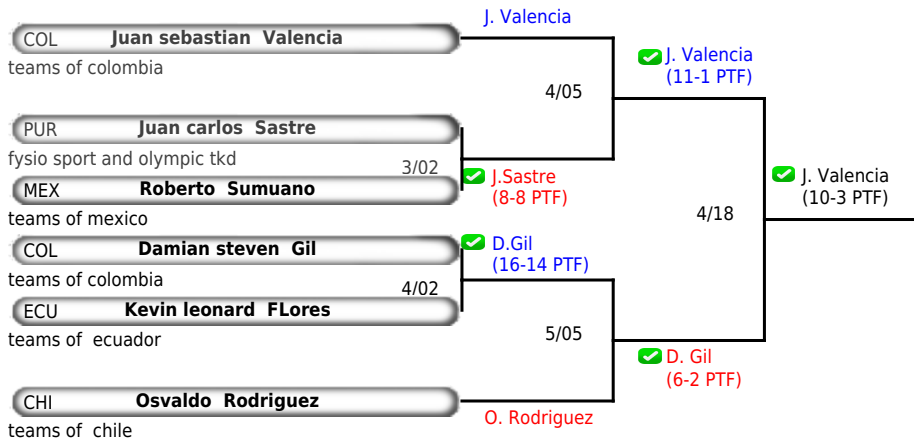 J. Valencia
COL Juan sebastian Valencia
teams of colombia
J. Valencia
(11-1 PTF)
4/05
PUR Juan carlos Sastre
fysio sport and olympic tkd
3/02
J.Sastre
(8-8 PTF)
MEX Roberto Sumuano
teams of mexico
J. Valencia
(10-3 PTF)
4/18
COL Damian steven Gil
teams of colombia
D.Gil
(16-14 PTF)
4/02
ECU Kevin leonard FLores
teams of ecuador
5/05
D. Gil
(6-2 PTF)
CHI Osvaldo Rodriguez
teams of chile
O. Rodriguez